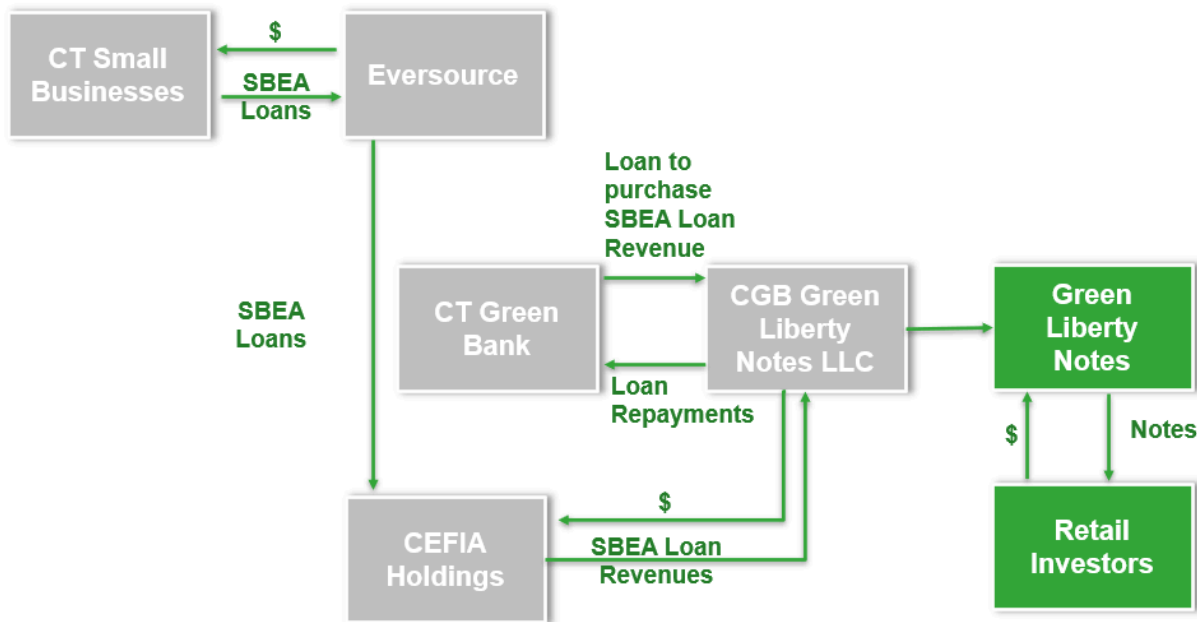 $
CT Small
Businesses
SBEA
Loans
Eversource
Loan to
purchase
SBEA Loan
Revenue
SBEA
Loans
CT Green
Bank
CGB Green
Liberty
Notes LLC
Green
Liberty
Notes
Loan
Repayments
$
Notes
$
CEFIA
Holdings
SBEA Loan
Revenues
Retail
Investors